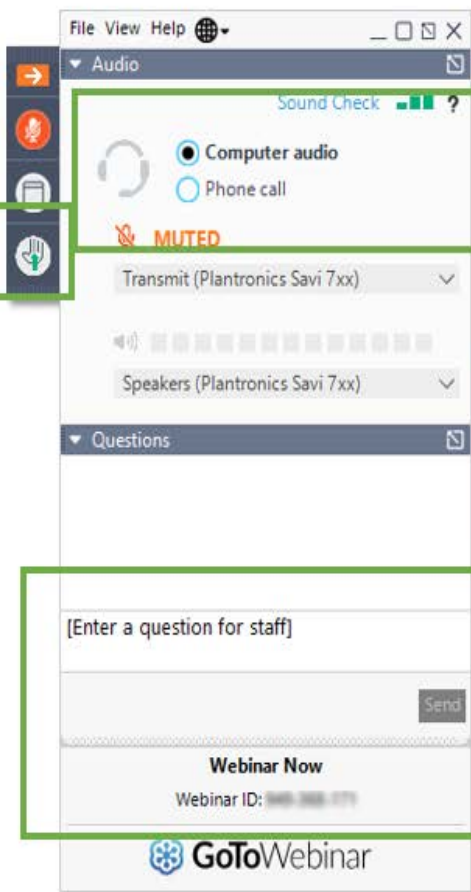 File View Help
Audio
Sound Check ?
Computer audio
Phone call
MUTED
Transmit (Plantronics Savi 7xx)
Speakers (Plantronics Savi 7xx)
Questions
[Enter a question for staff]
Send
Webinar Now
Webinar ID:
GoToWebinar